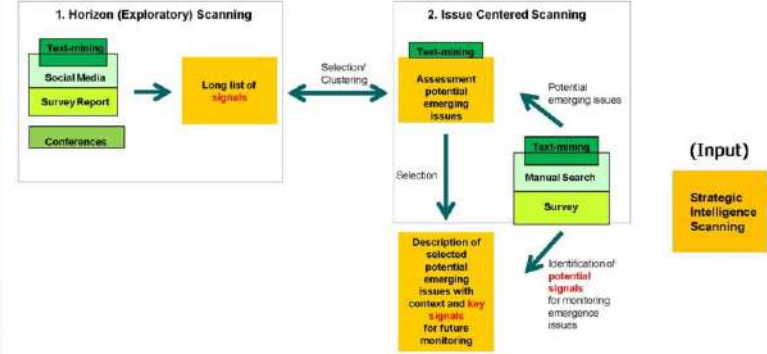 1. Horizon (Exploratory) Scanning
Text-mining
Social Media
Survey Report
Conferences
Long list of
signals
Selection/
Clustering
2. Issue Centered Scanning
Text-mining
Assessment
potential
emerging
issues
Potential
emerging issues
Text-mining
Manual Search
Survey
Selection
Description of
selected
potential
emerging
issues with
context and key
signals
for future
monitoring
Identification of
potential
signals
for monitoring
emergence
issues
(Input)
Strategic
Intelligence
Scanning